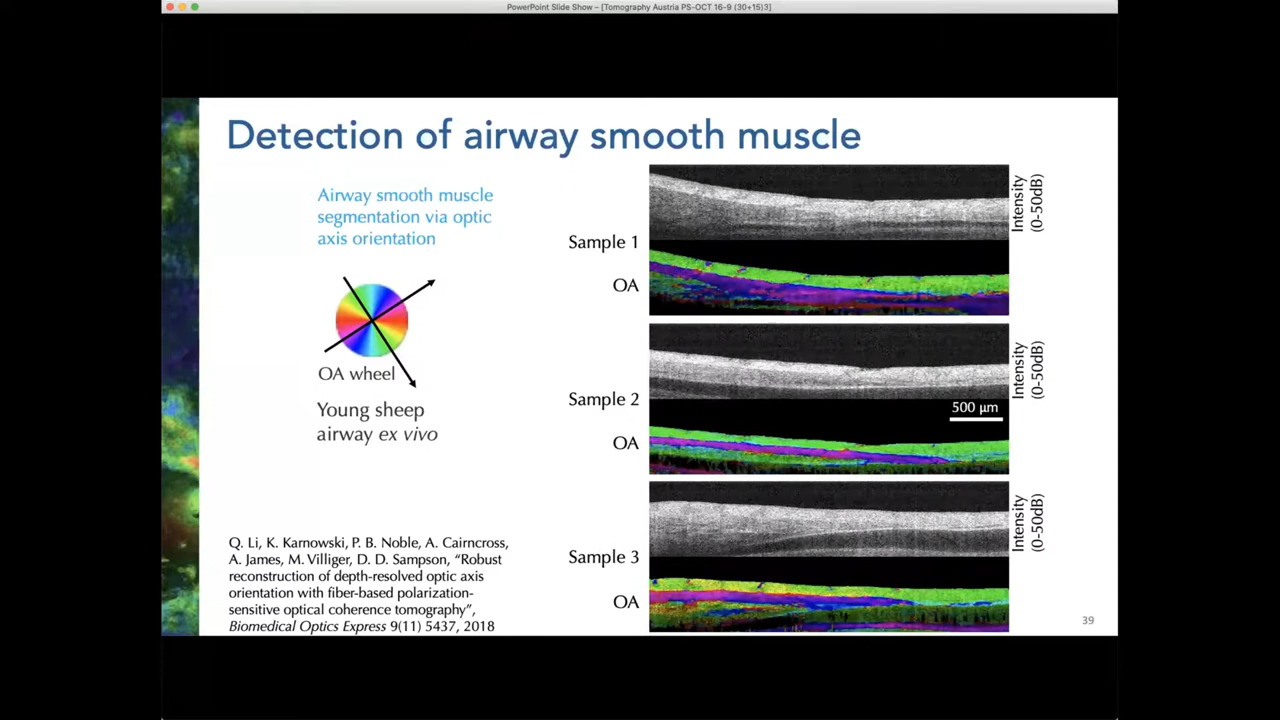 PowerPoint Slide Show – [Tomography Austria PS-OCT 16-9 (30+15)3]
Detection of airway smooth muscle
Airway smooth muscle
segmentation via optic
axis orientation
OA wheel
Young sheep
airway ex vivo
Q. Li, K. Karnowski, P. B. Noble, A. Cairncross,
A. James, M. Villiger, D. D. Sampson, “Robust
reconstruction of depth-resolved optic axis
orientation with fiber-based polarization-
sensitive optical coherence tomography”,
Biomedical Optics Express 9(11) 5437, 2018
Sample 1
OA
Intensity
(0-50dB)
Sample 2
OA
Intensity
(0-50dB)
500 µm
Sample 3
OA
Intensity
(0-50dB)
39